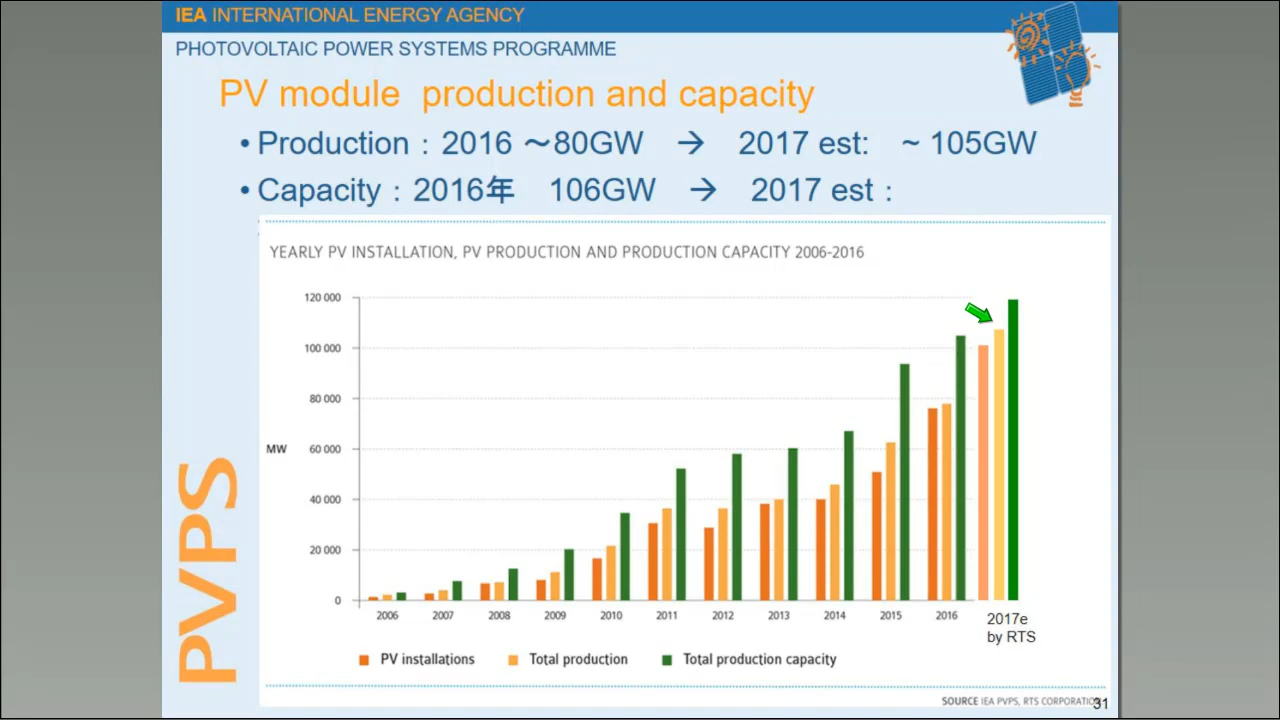 IEA INTERNATIONAL ENERGY AGENCY
PHOTOVOLTAIC POWER SYSTEMS PROGRAMME
PV module production and capacity
• Production：2016 ～80GW → 2017 est: ~ 105GW
• Capacity：2016年 106GW → 2017 est：
YEARLY PV INSTALLATION, PV PRODUCTION AND PRODUCTION CAPACITY 2006-2016
120 000
100 000
80 000
MW 60 000
40 000
20 000
0
2006 2007 2008 2009 2010 2011 2012 2013 2014 2015 2016 2017e
by RTS
PV installations Total production Total production capacity
PVPS
SOURCE IEA PVPS, RTS CORPORATION
31